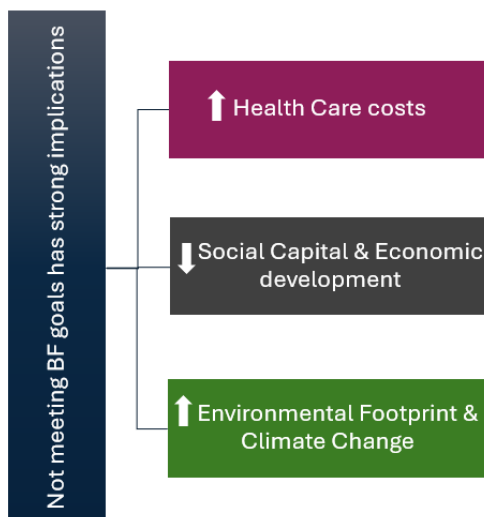 Not meeting BF goals has strong implications
⬆ Health Care costs
⬇ Social Capital & Economic
development
⬆ Environmental Footprint &
Climate Change